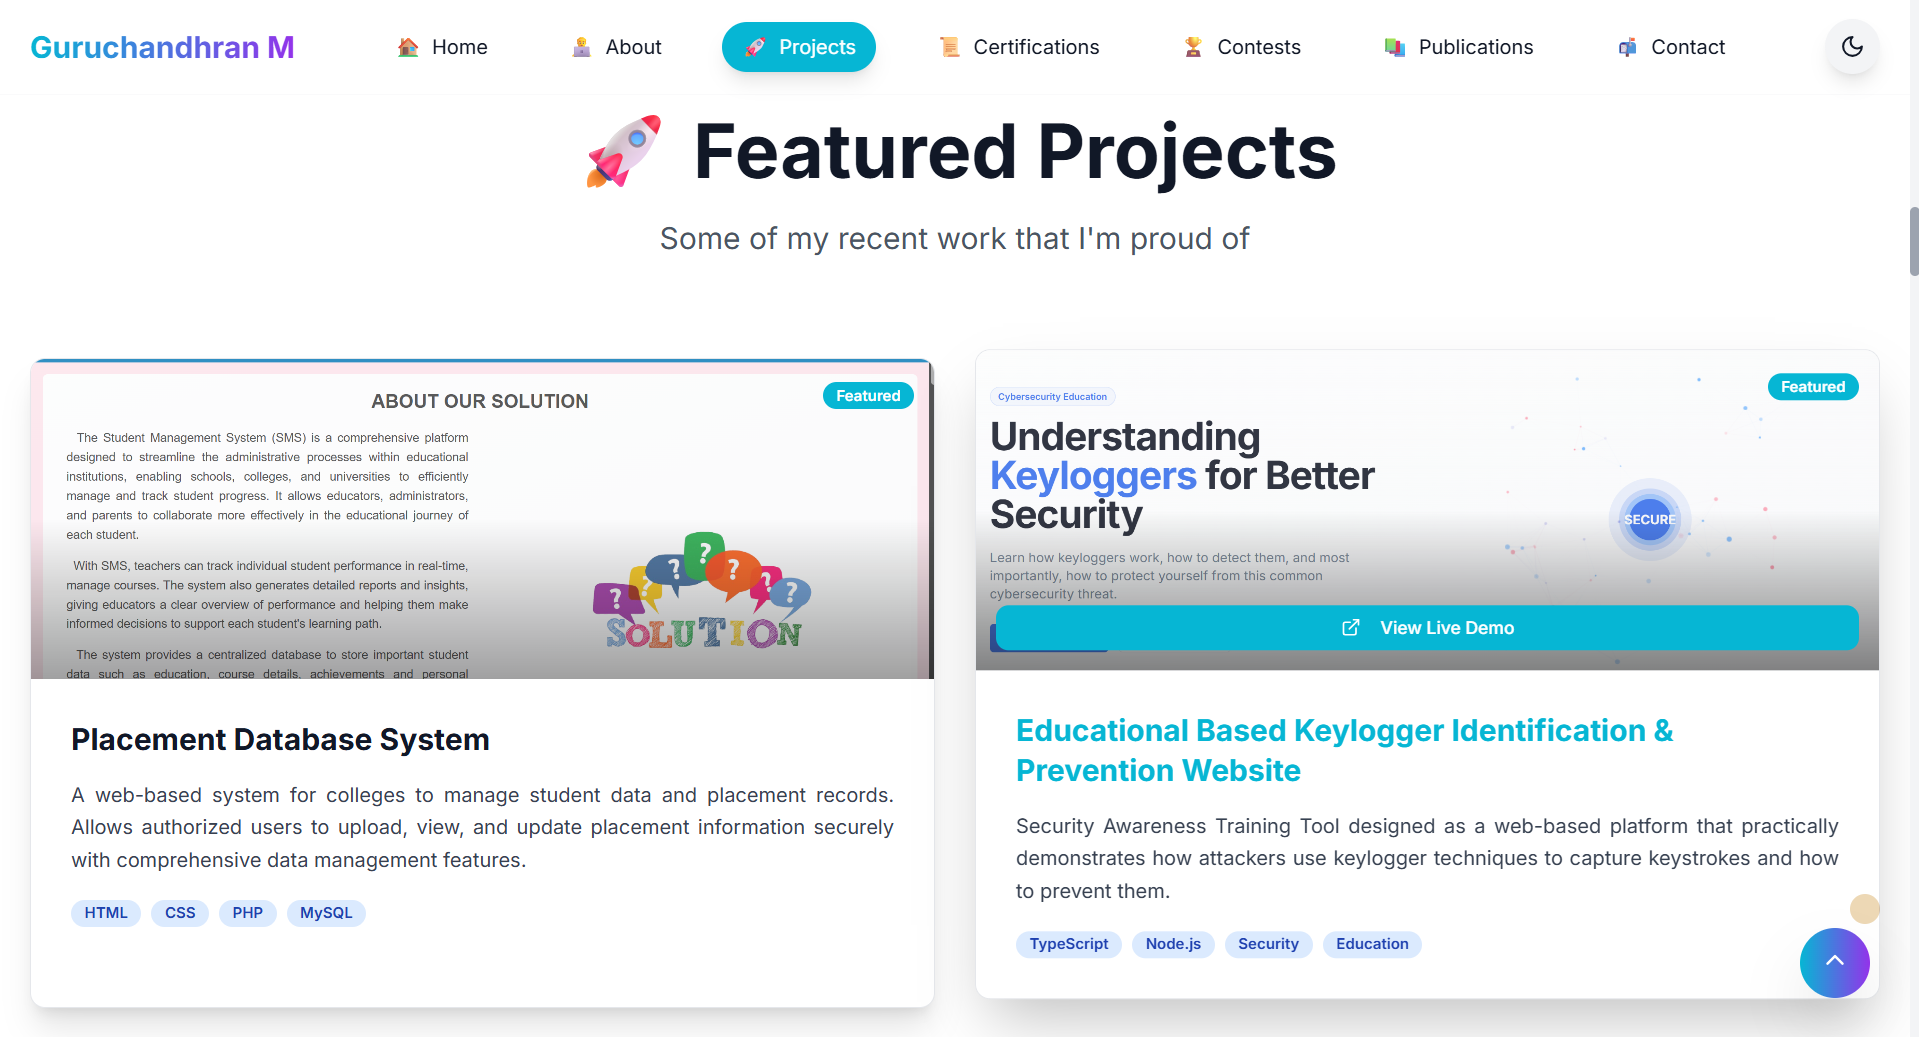 Guruchandhran M
Home
About
Projects
Certifications
Contests
Publications
Contact
Featured Projects
Some of my recent work that I'm proud of
Featured
ABOUT OUR SOLUTION
The Student Management System (SMS) is a comprehensive platform
designed to streamline the administrative processes within educational
institutions, enabling schools, colleges, and universities to efficiently
manage and track student progress. It allows educators, administrators,
and parents to collaborate more effectively in the educational journey of
each student.
With SMS, teachers can track individual student performance in real-time,
manage courses. The system also generates detailed reports and insights,
giving educators a clear overview of performance and helping them make
informed decisions to support each student's learning path.
The system provides a centralized database to store important student
data such as education, course details, achievements and personal
? ? ? ? ? ? ?
SOLUTION
Placement Database System
A web-based system for colleges to manage student data and placement records.
Allows authorized users to upload, view, and update placement information securely
with comprehensive data management features.
HTML
CSS
PHP
MySQL
Featured
Cybersecurity Education
Understanding
Keyloggers for Better
Security
Learn how keyloggers work, how to detect them, and most
importantly, how to protect yourself from this common
cybersecurity threat.
SECURE
View Live Demo
Educational Based Keylogger Identification &
Prevention Website
Security Awareness Training Tool designed as a web-based platform that practically
demonstrates how attackers use keylogger techniques to capture keystrokes and how
to prevent them.
TypeScript
Node.js
Security
Education